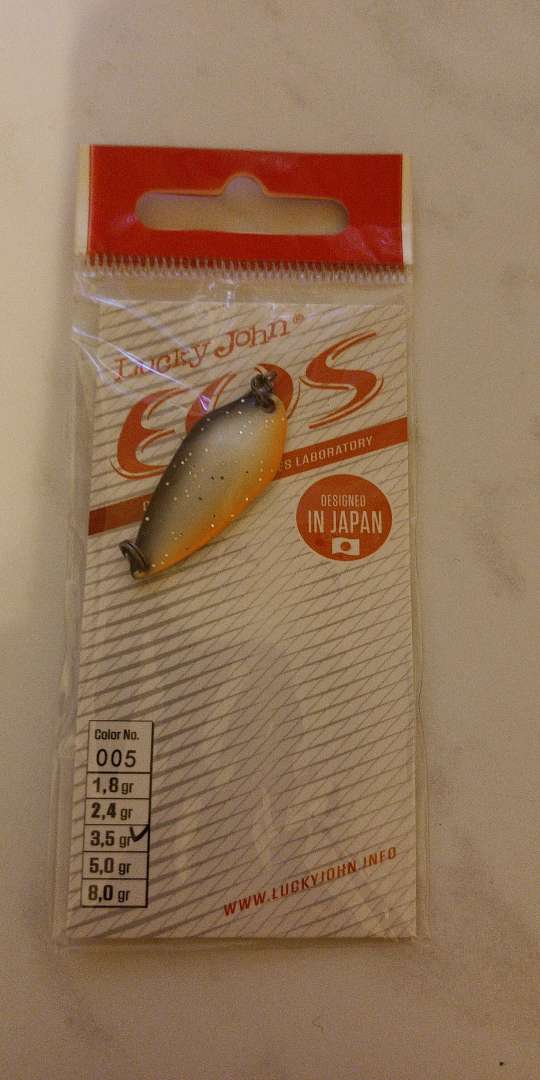 Lucky John®
EOS
ES LABORATORY
DESIGNED
IN JAPAN
Color No.
005
1,8 gr
2,4 gr
3,5 gr
5,0 gr
8,0 gr
WWW.LUCKYJOHN.INFO